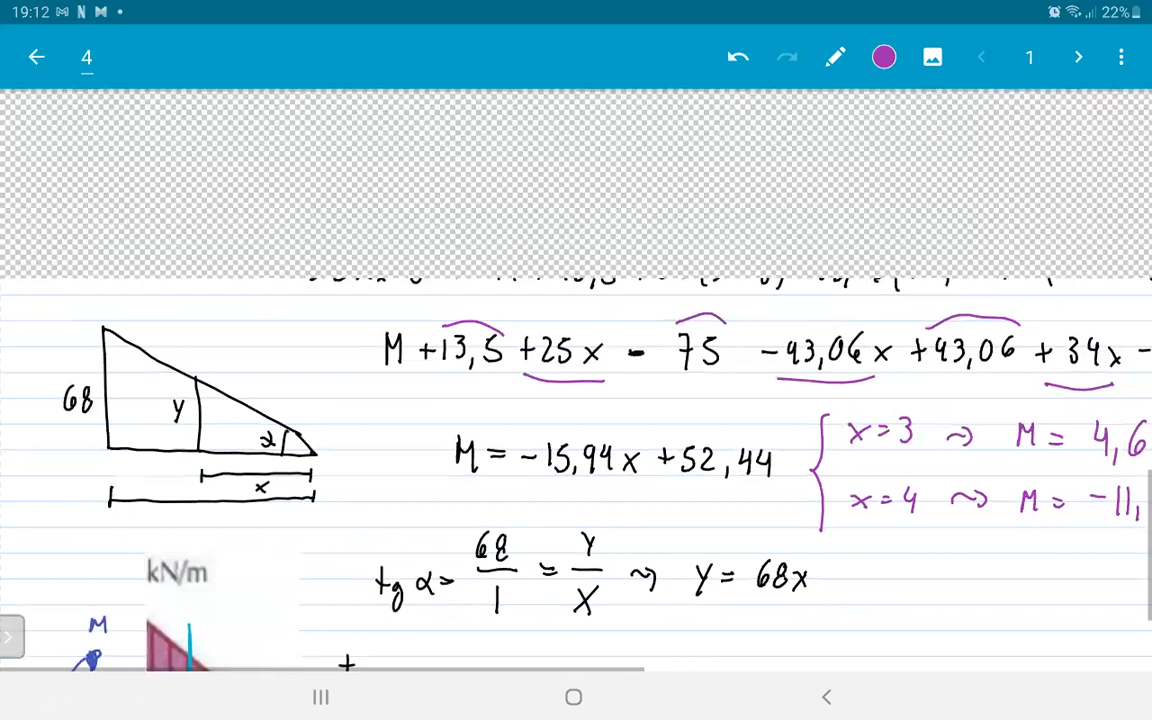 19:12 22%
4 1
M + 13,5 + 25x - 75 - 43,06x + 43,06 + 34x -
68 y α x
M = -15,94x + 52,44
x = 3 ⇝ M = 4,6
x = 4 ⇝ M = -11,
tg α = 68/1 = y/x ⇝ y = 68x
kN/m
M
+